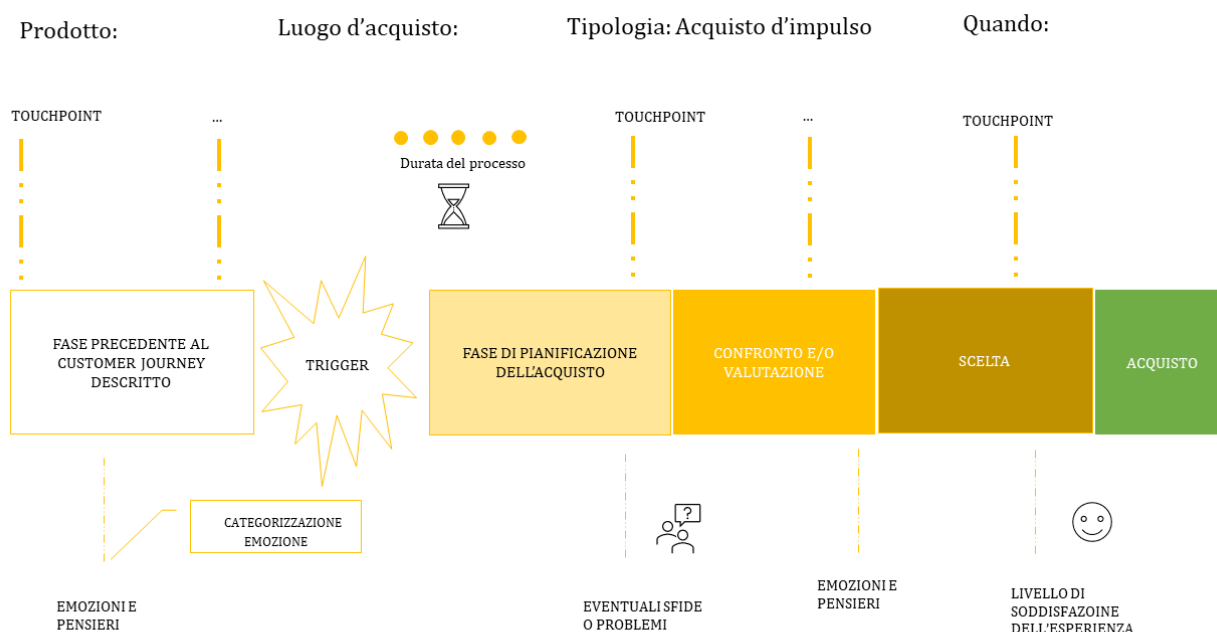 Prodotto:
Luogo d'acquisto:
Tipologia: Acquisto d'impulso
Quando:
TOUCHPOINT
...
Durata del processo
TOUCHPOINT
...
TOUCHPOINT
FASE PRECEDENTE AL
CUSTOMER JOURNEY
DESCRITTO
TRIGGER
FASE DI PIANIFICAZIONE
DELL'ACQUISTO
CONFRONTO E/O
VALUTAZIONE
SCELTA
ACQUISTO
CATEGORIZZAZIONE
EMOZIONE
?
EMOZIONI E
PENSIERI
EVENTUALI SFIDE
O PROBLEMI
EMOZIONI E
PENSIERI
LIVELLO DI
SODDISFAZOINE
DELL'ESPERIENZA